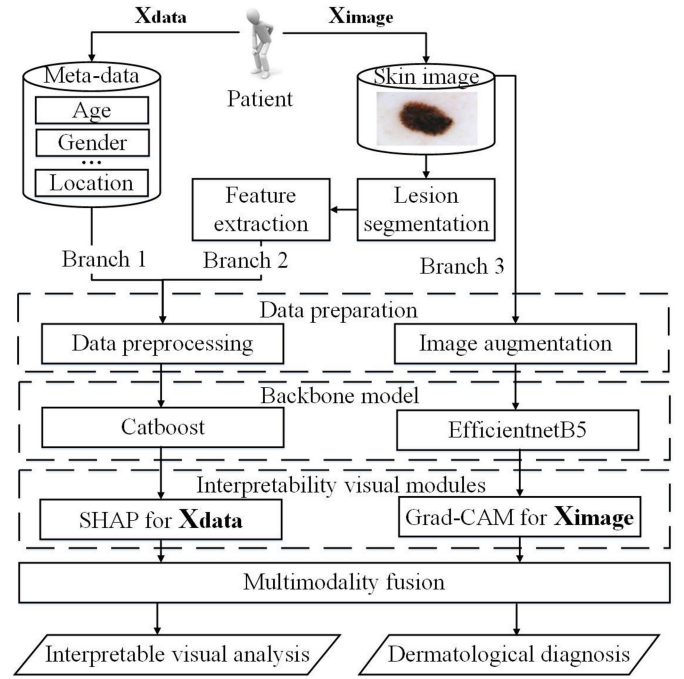 Xdata
Ximage
Patient
Meta-data
Age
Gender
...
Location
Skin image
Feature
extraction
Lesion
segmentation
Branch 1
Branch 2
Branch 3
Data preparation
Data preprocessing
Image augmentation
Backbone model
Catboost
EfficientnetB5
Interpretability visual modules
SHAP for Xdata
Grad-CAM for Ximage
Multimodality fusion
Interpretable visual analysis
Dermatological diagnosis